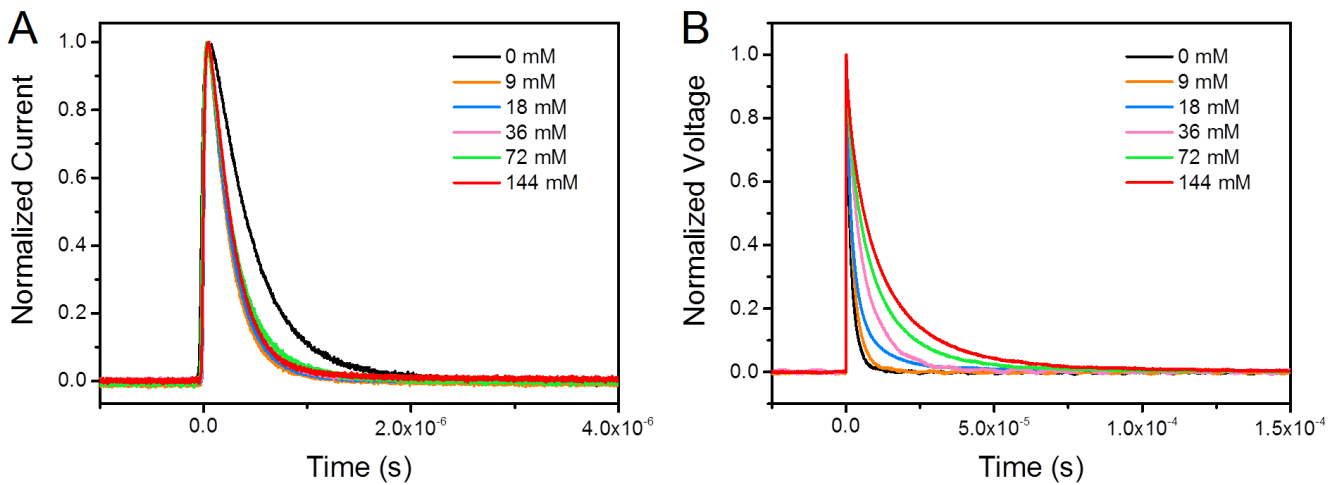 A
Normalized Current
1.0
0.8
0.6
0.4
0.2
0.0
0 mM
9 mM
18 mM
36 mM
72 mM
144 mM
0.0
2.0x10⁻⁶
4.0x10⁻⁶
Time (s)
B
Normalized Voltage
1.0
0.8
0.6
0.4
0.2
0.0
0 mM
9 mM
18 mM
36 mM
72 mM
144 mM
0.0
5.0x10⁻⁵
1.0x10⁻⁴
1.5x10⁻⁴
Time (s)